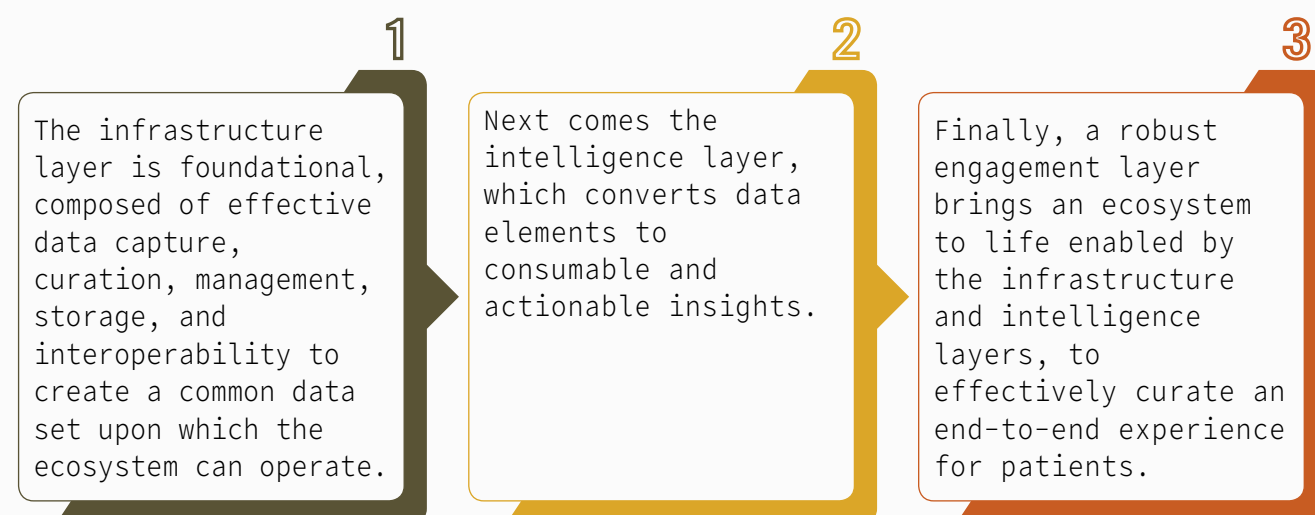 1
The infrastructure
layer is foundational,
composed of effective
data capture,
curation, management,
storage, and
interoperability to
create a common data
set upon which the
ecosystem can operate.
2
Next comes the
intelligence layer,
which converts data
elements to
consumable and
actionable insights.
3
Finally, a robust
engagement layer
brings an ecosystem
to life enabled by
the infrastructure
and intelligence
layers, to
effectively curate an
end-to-end experience
for patients.